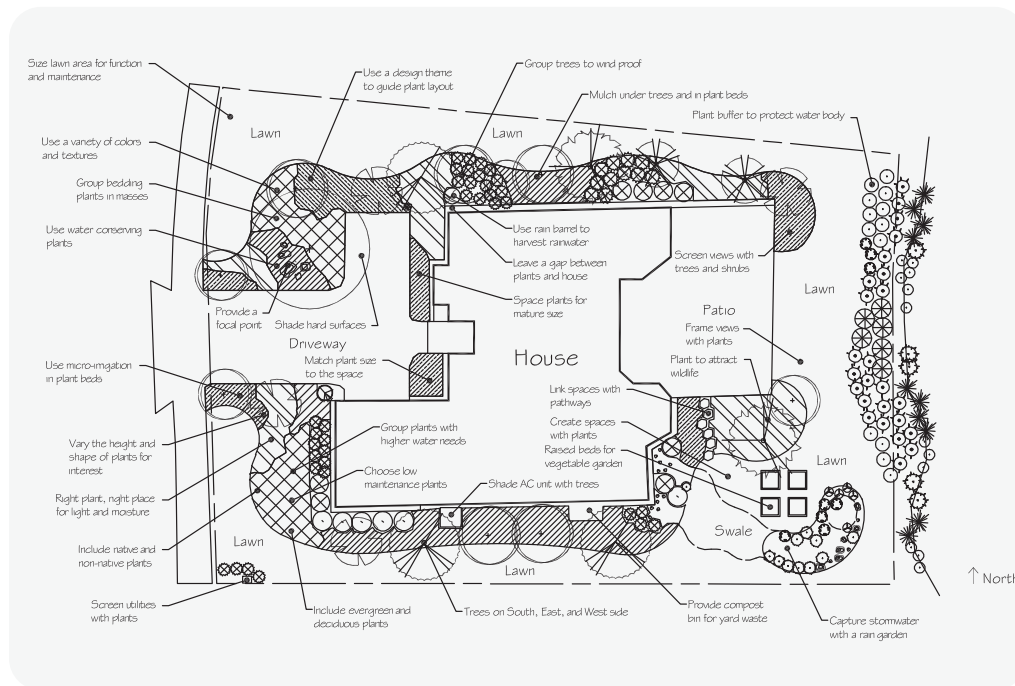 Size lawn area for function
and maintenance
Use a design theme
to guide plant layout
Group trees to wind proof
Mulch under trees and in plant beds
Plant buffer to protect water body
Lawn
Lawn
Use a variety of colors
and textures
Group bedding
plants in masses
Use water conserving
plants
Use rain barrel to
harvest rainwater
Leave a gap between
plants and house
Space plants for
mature size
Screen views with
trees and shrubs
Lawn
Provide a
focal point
Shade hard surfaces
Driveway
Match plant size
to the space
House
Patio
Frame views
with plants
Plant to attract
wildlife
Use micro-irrigation
in plant beds
Link spaces with
pathways
Create spaces
with plants
Raised beds for
vegetable garden
Group plants with
higher water needs
Vary the height and
shape of plants for
interest
Choose low
maintenance plants
Shade AC unit with trees
Lawn
Right plant, right place
for light and moisture
Swale
Lawn
Include native and
non-native plants
Lawn
North
Screen utilities
with plants
Include evergreen and
deciduous plants
Trees on South, East, and West side
Provide compost
bin for yard waste
Capture stormwater
with a rain garden